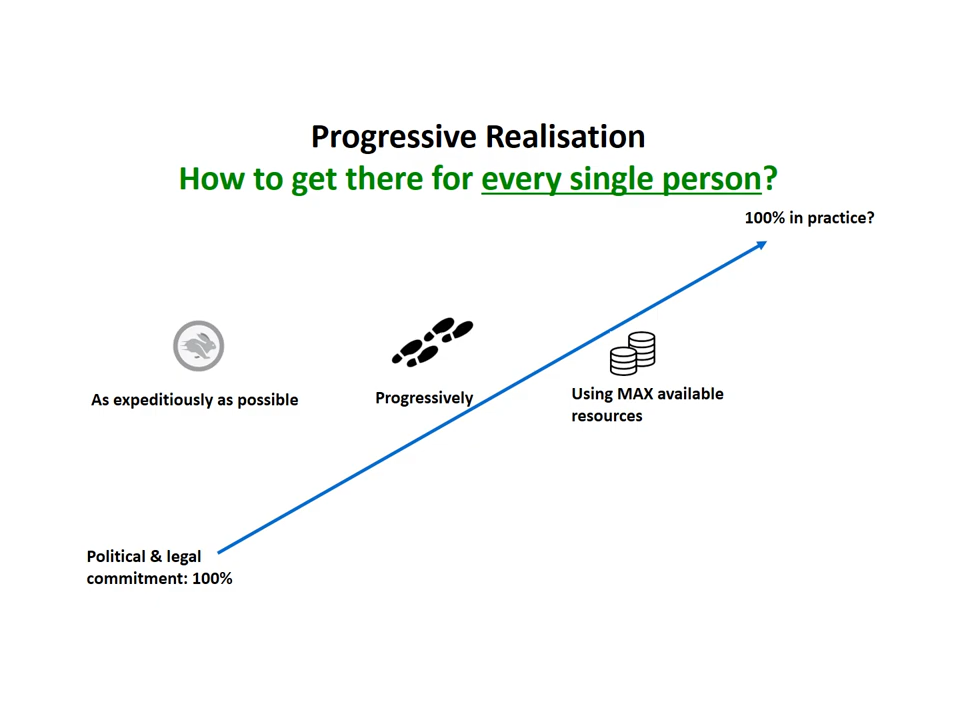 Progressive Realisation
How to get there for every single person?
100% in practice?
As expeditiously as possible
Progressively
Using MAX available
resources
Political & legal
commitment: 100%